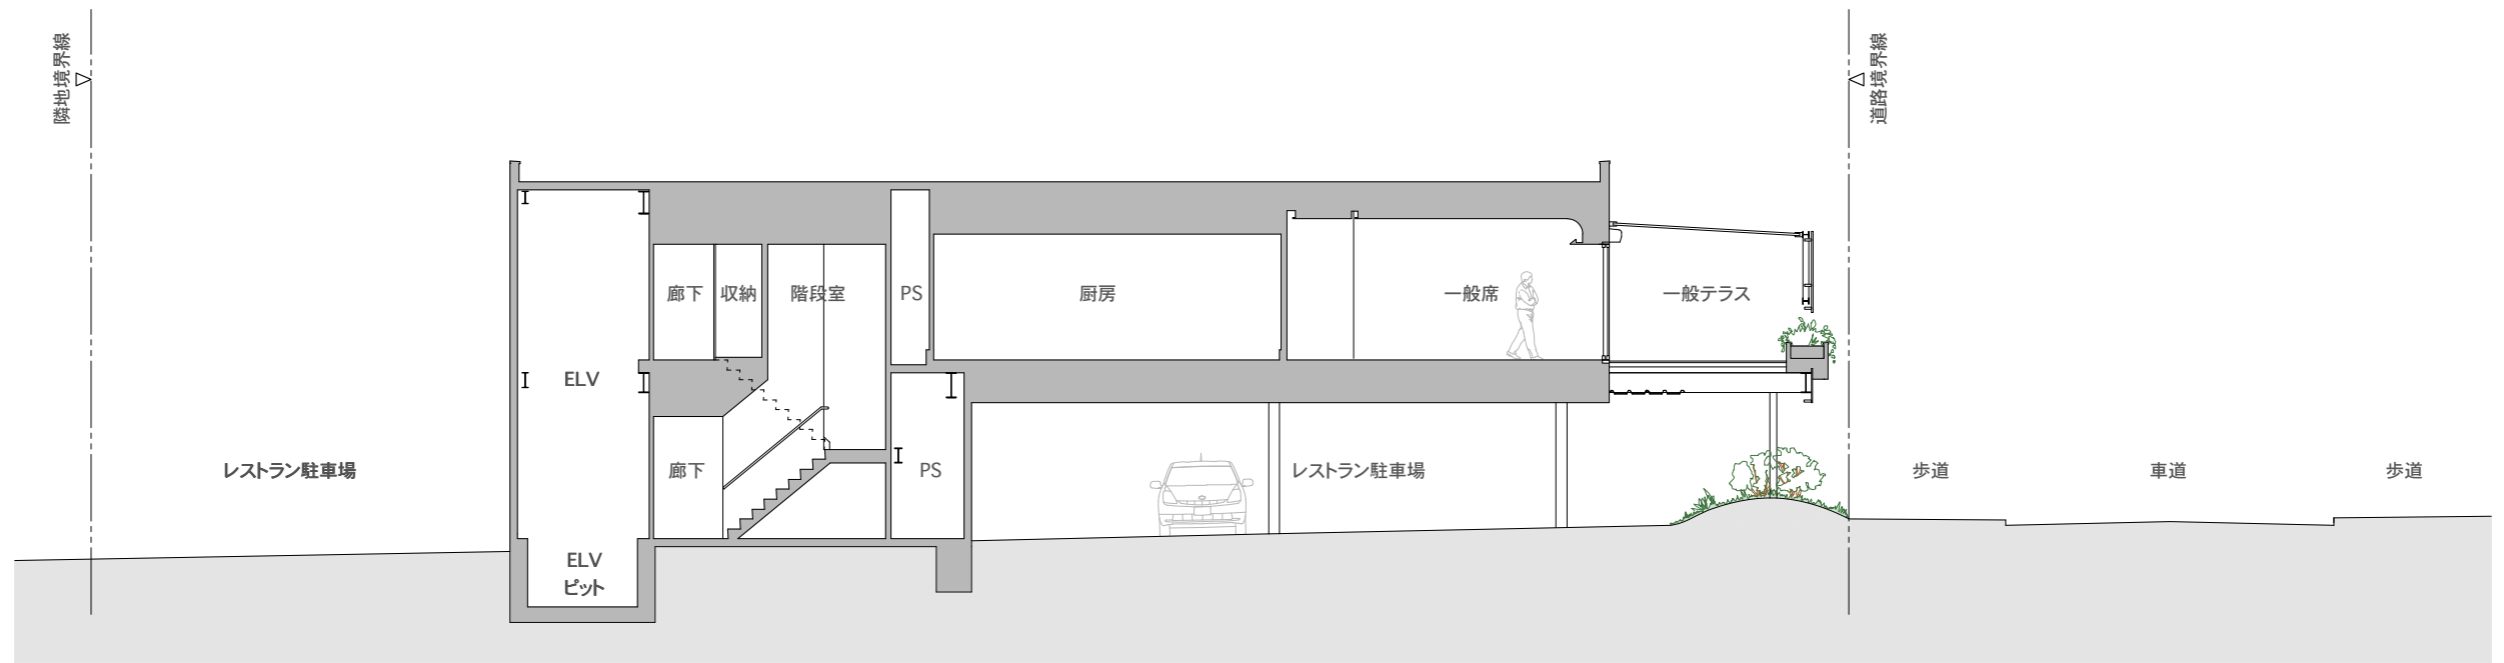 隣地境界線
道路境界線
廊下
収納
階段室
PS
厨房
一般席
一般テラス
ELV
レストラン駐車場
廊下
PS
レストラン駐車場
歩道
車道
歩道
ELV
ピット